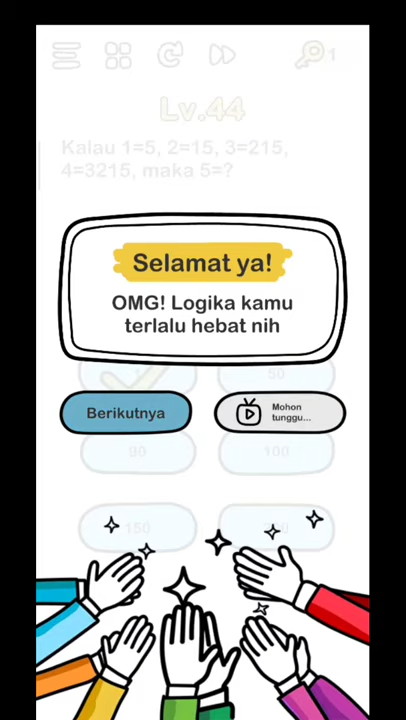 1
Lv.44
Kalau 1=5, 2=15, 3=215,
4=3215, maka 5=?
Selamat ya!
OMG! Logika kamu
terlalu hebat nih
50
Berikutnya
Mohon
tunggu...
90
100
150